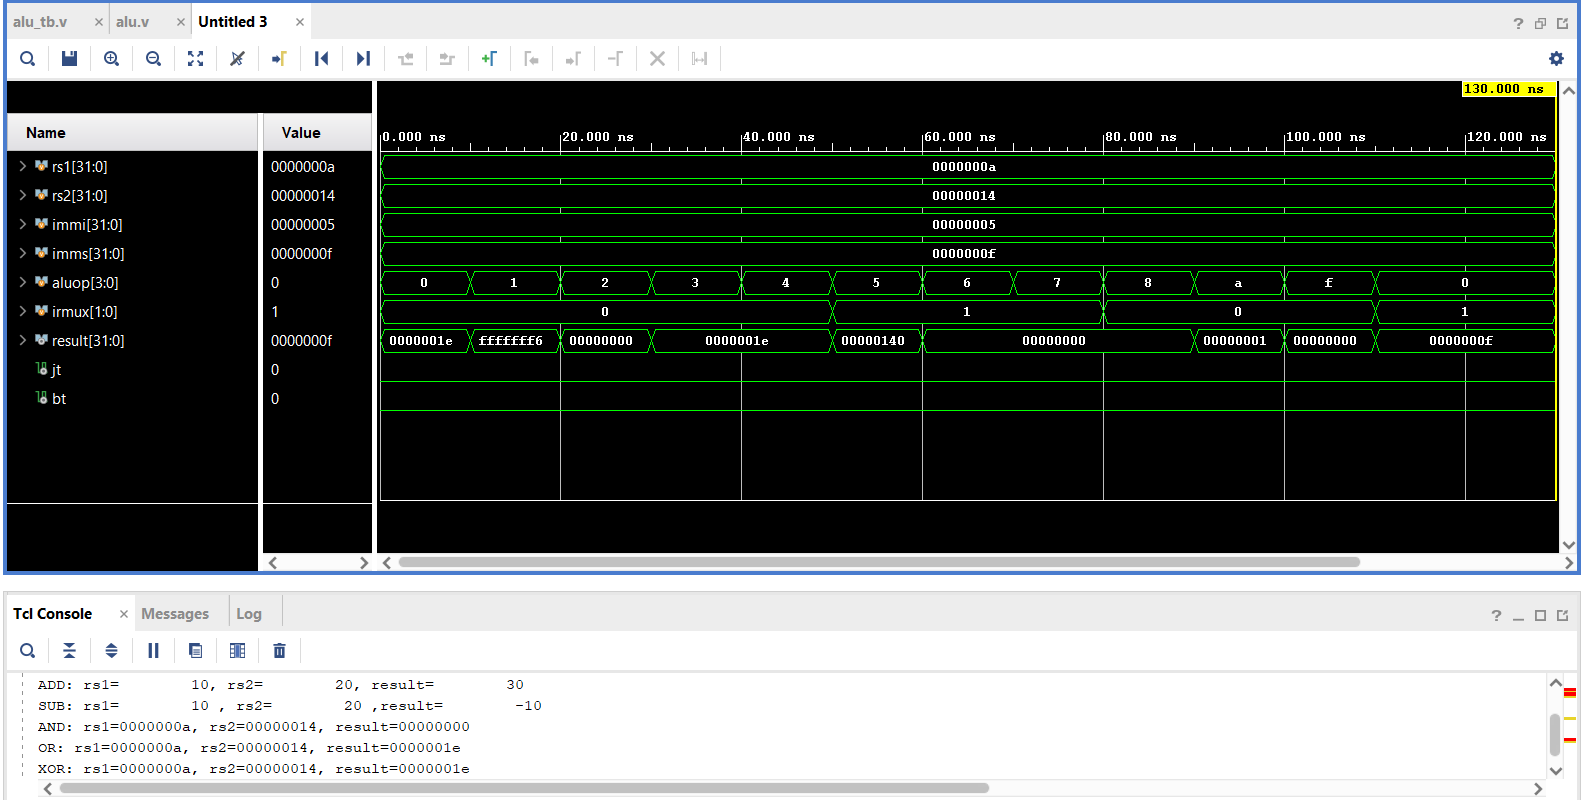 alu_tb.v × alu.v × Untitled 3 × ?
130.000 ns
Name Value 0.000 ns 20.000 ns 40.000 ns 60.000 ns 80.000 ns 100.000 ns 120.000 ns
rs1[31:0] 0000000a 0000000a
rs2[31:0] 00000014 00000014
immi[31:0] 00000005 00000005
imms[31:0] 0000000f 0000000f
aluop[3:0] 0 0 1 2 3 4 5 6 7 8 a f 0
irmux[1:0] 1 0 1 0 1
result[31:0] 0000000f 0000001e fffffff6 00000000 0000001e 00000140 00000000 00000001 00000000 0000000f
jt 0
bt 0
Tcl Console × Messages Log ?
ADD: rs1=         10, rs2=         20, result=         30
SUB: rs1=         10 , rs2=         20 ,result=         -10
AND: rs1=0000000a, rs2=00000014, result=00000000
OR: rs1=0000000a, rs2=00000014, result=0000001e
XOR: rs1=0000000a, rs2=00000014, result=0000001e